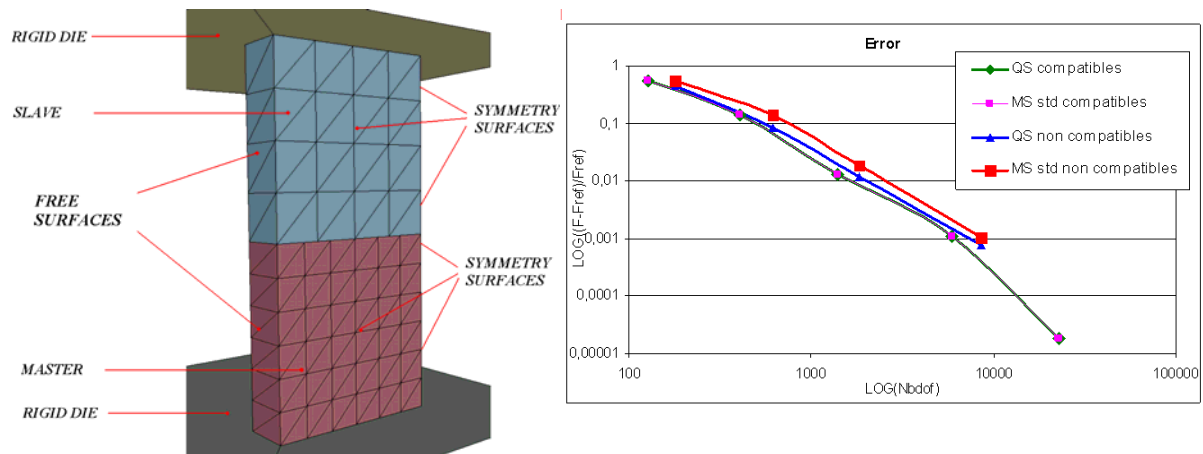 RIGID DIE
SLAVE
FREE
SURFACES
MASTER
RIGID DIE
SYMMETRY
SURFACES
SYMMETRY
SURFACES
Error
LOG((F-Fref)/Fref)
1
0,1
0,01
0,001
0,0001
0,00001
100
1000
10000
100000
LOG(Nbdof)
QS compatibles
MS std compatibles
QS non compatibles
MS std non compatibles